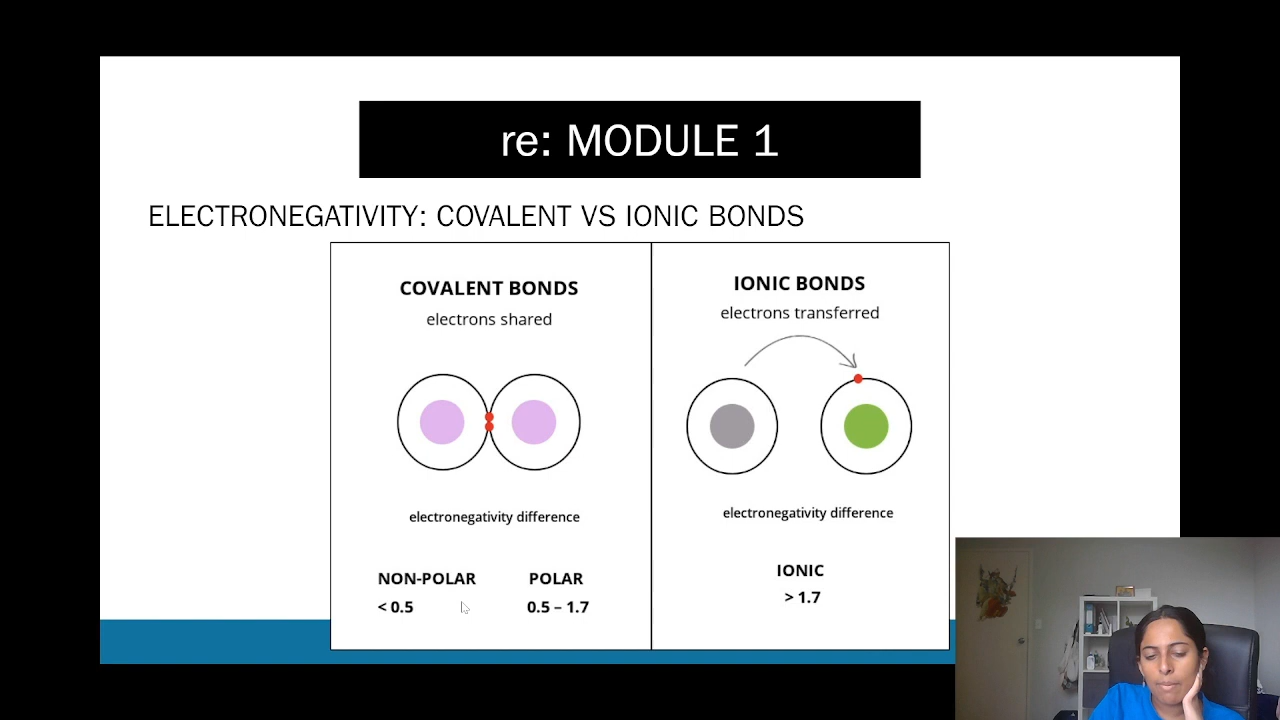 re: MODULE 1
ELECTRONEGATIVITY: COVALENT VS IONIC BONDS
COVALENT BONDS
electrons shared
electronegativity difference
NON-POLAR POLAR
< 0.5 0.5 – 1.7
IONIC BONDS
electrons transferred
electronegativity difference
IONIC
> 1.7